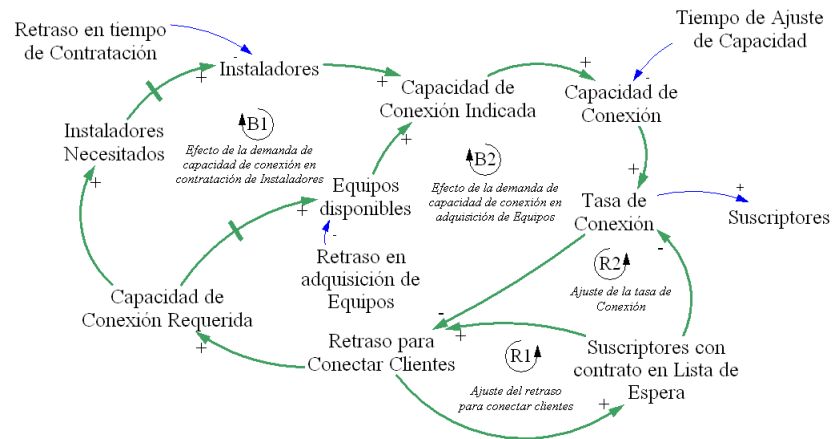 Retraso en tiempo
de Contratación
-
+
Instaladores
+
Capacidad de
Conexión Indicada
+
+
Tiempo de Ajuste
de Capacidad
-
Capacidad de
Conexión
Instaladores
Necesitados
+
B1
Efecto de la demanda de
capacidad de conexión en
contratación de Instaladores
B2
Efecto de la demanda de
capacidad de conexión en
adquisición de Equipos
Equipos
disponibles
+
-
Retraso en
adquisición de
Equipos
+
Tasa de
Conexión
-
+
Suscriptores
R2
Ajuste de la tasa de
Conexión
Capacidad de
Conexión Requerida
+
Retraso para
Conectar Clientes
-
+
R1
Ajuste del retraso
para conectar clientes
Suscriptores con
contrato en Lista de
Espera
+